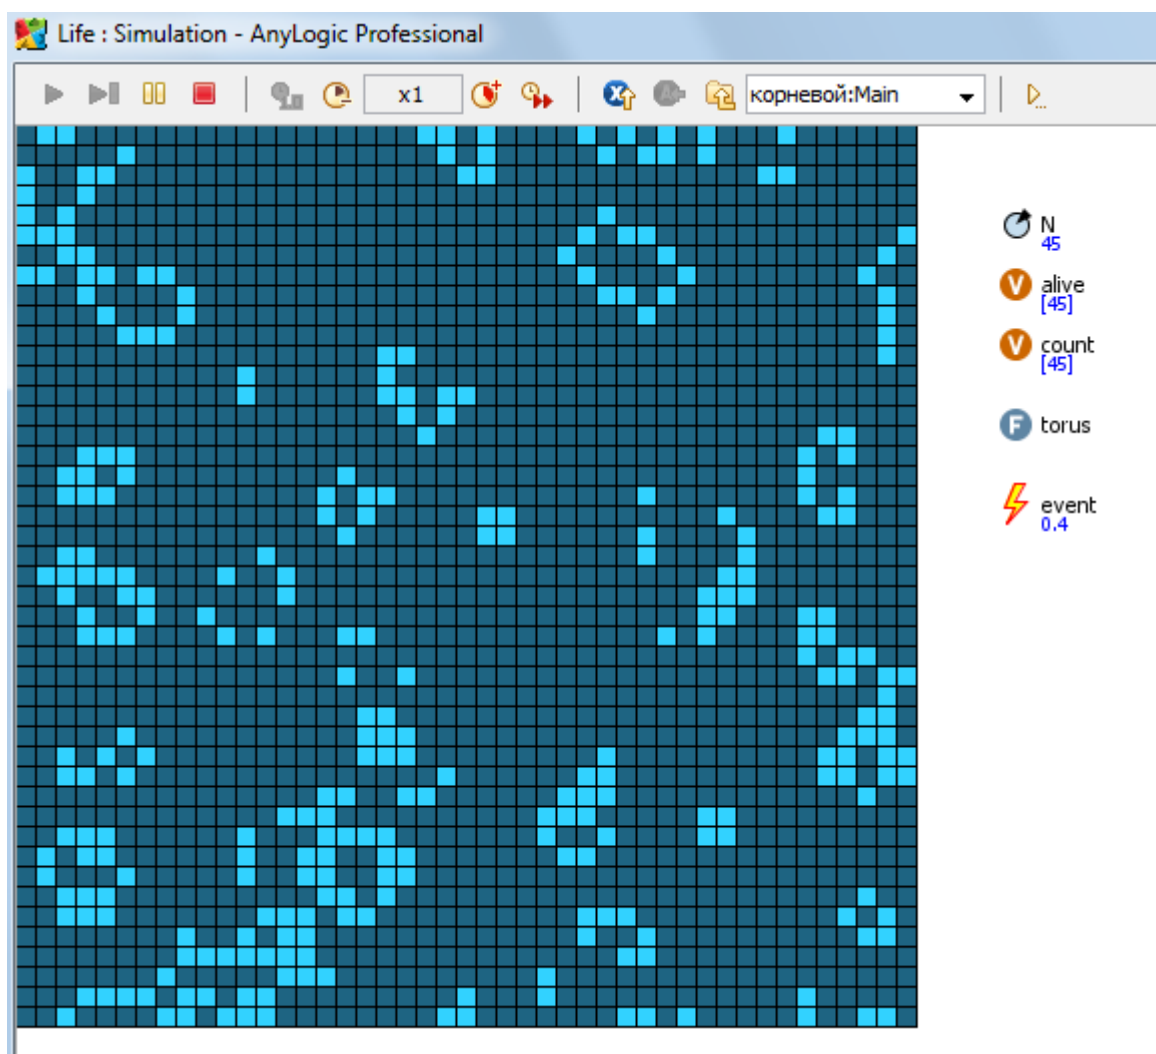 Life : Simulation - AnyLogic Professional
x1
корневой:Main
N
45
alive
[45]
count
[45]
torus
event
0.4